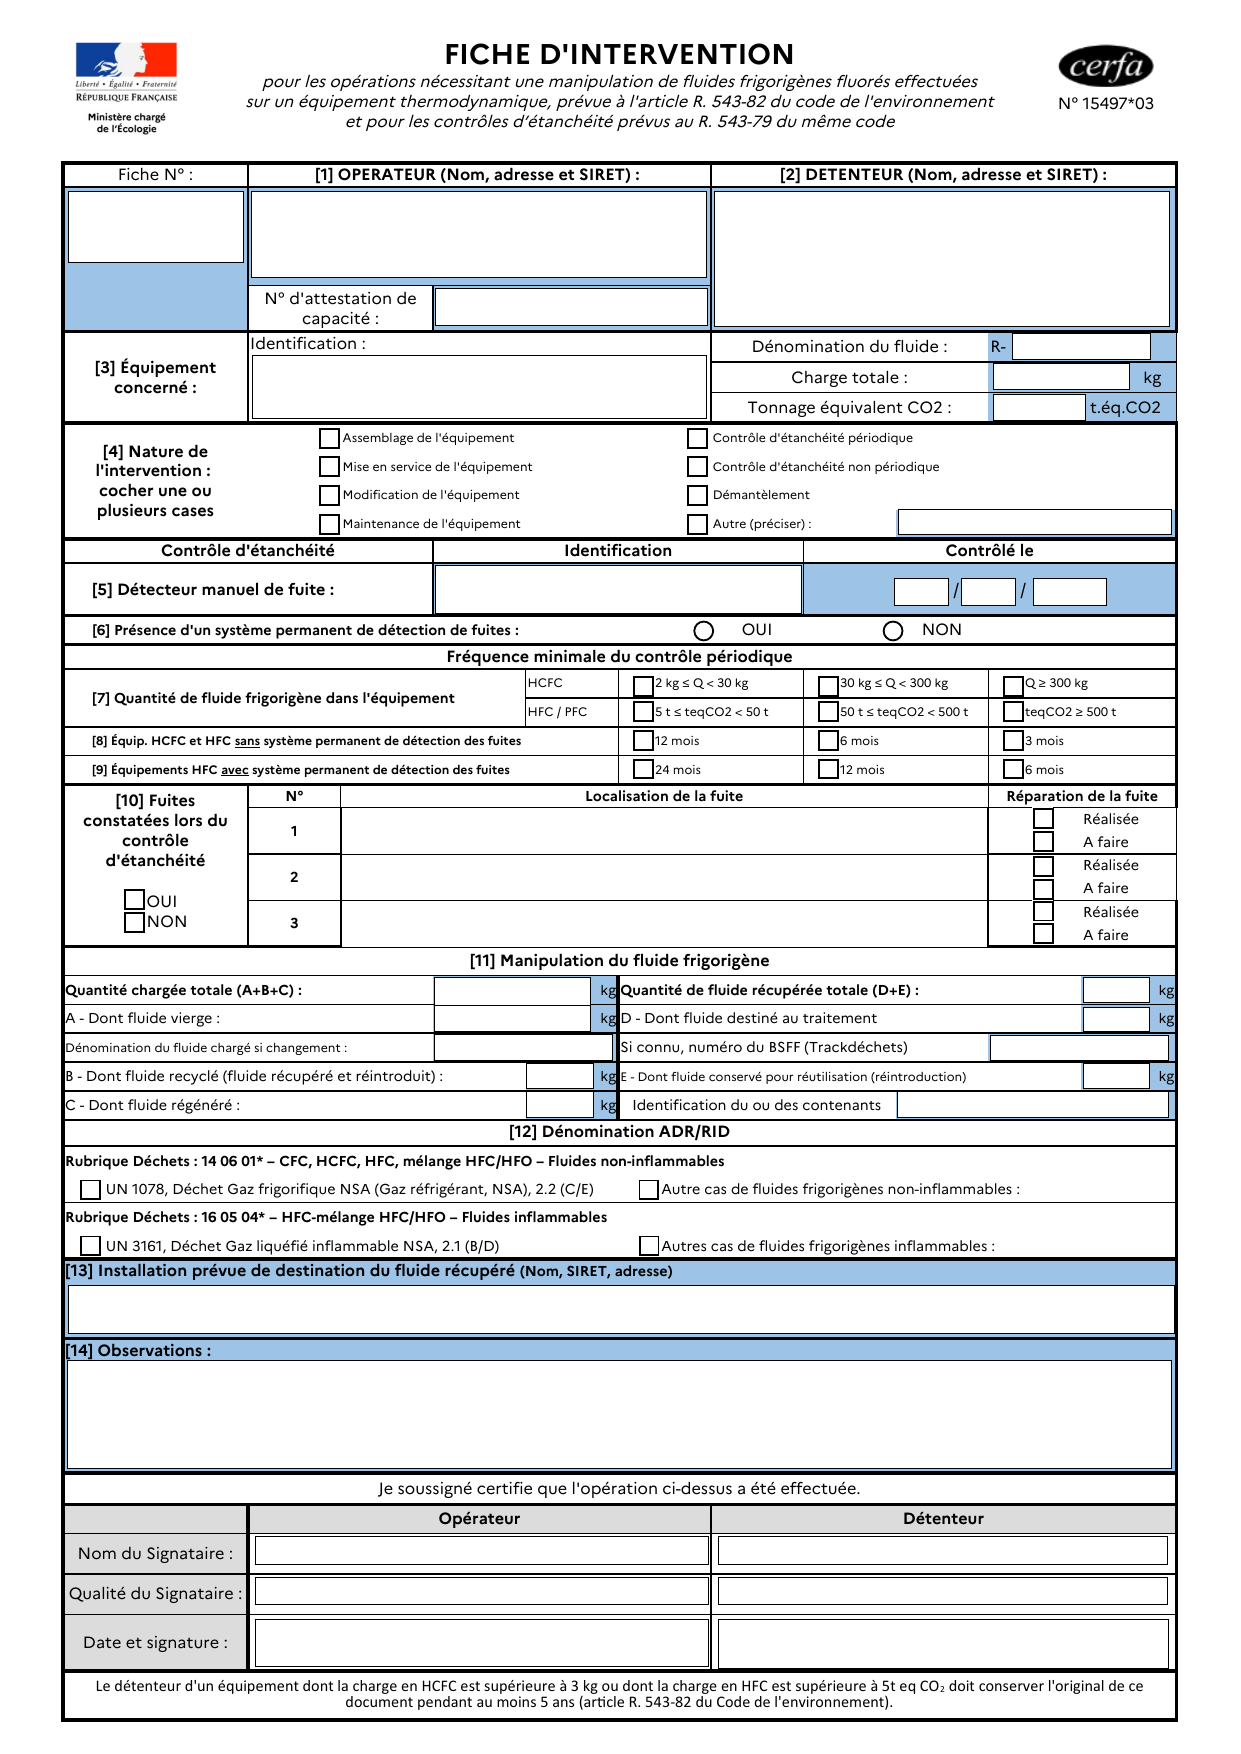 FICHE D'INTERVENTION
pour les opérations nécessitant une manipulation de fluides frigorigènes fluorés effectuées
sur un équipement thermodynamique, prévue à l'article R. 543-82 du code de l'environnement
et pour les contrôles d'étanchéité prévus au R. 543-79 du même code
Liberté • Égalité • Fraternité
RÉPUBLIQUE FRANÇAISE
Ministère chargé
de l'Écologie
cerfa
N° 15497*03
Fiche N° :
[1] OPERATEUR (Nom, adresse et SIRET) :
[2] DETENTEUR (Nom, adresse et SIRET) :
N° d'attestation de
capacité :
[3] Équipement
concerné :
Identification :
Dénomination du fluide :
R-
Charge totale :
kg
Tonnage équivalent CO2 :
t.éq.CO2
[4] Nature de
l'intervention :
cocher une ou
plusieurs cases
Assemblage de l'équipement
Contrôle d'étanchéité périodique
Mise en service de l'équipement
Contrôle d'étanchéité non périodique
Modification de l'équipement
Démantèlement
Maintenance de l'équipement
Autre (préciser) :
Contrôle d'étanchéité
Identification
Contrôlé le
[5] Détecteur manuel de fuite :
/ /
[6] Présence d'un système permanent de détection de fuites :
OUI
NON
Fréquence minimale du contrôle périodique
[7] Quantité de fluide frigorigène dans l'équipement
HCFC
2 kg ≤ Q < 30 kg
30 kg ≤ Q < 300 kg
Q ≥ 300 kg
HFC / PFC
5 t ≤ teqCO2 < 50 t
50 t ≤ teqCO2 < 500 t
teqCO2 ≥ 500 t
[8] Équip. HCFC et HFC sans système permanent de détection des fuites
12 mois
6 mois
3 mois
[9] Équipements HFC avec système permanent de détection des fuites
24 mois
12 mois
6 mois
[10] Fuites
constatées lors du
contrôle
d'étanchéité
OUI
NON
N°
Localisation de la fuite
Réparation de la fuite
1
Réalisée
A faire
2
Réalisée
A faire
3
Réalisée
A faire
[11] Manipulation du fluide frigorigène
Quantité chargée totale (A+B+C) :
kg
Quantité de fluide récupérée totale (D+E) :
kg
A - Dont fluide vierge :
kg
D - Dont fluide destiné au traitement
kg
Dénomination du fluide chargé si changement :
Si connu, numéro du BSFF (Trackdéchets)
B - Dont fluide recyclé (fluide récupéré et réintroduit) :
kg
E - Dont fluide conservé pour réutilisation (réintroduction)
kg
C - Dont fluide régénéré :
kg
Identification du ou des contenants
[12] Dénomination ADR/RID
Rubrique Déchets : 14 06 01* – CFC, HCFC, HFC, mélange HFC/HFO – Fluides non-inflammables
UN 1078, Déchet Gaz frigorifique NSA (Gaz réfrigérant, NSA), 2.2 (C/E)
Autre cas de fluides frigorigènes non-inflammables :
Rubrique Déchets : 16 05 04* – HFC-mélange HFC/HFO – Fluides inflammables
UN 3161, Déchet Gaz liquéfié inflammable NSA, 2.1 (B/D)
Autres cas de fluides frigorigènes inflammables :
[13] Installation prévue de destination du fluide récupéré (Nom, SIRET, adresse)
[14] Observations :
Je soussigné certifie que l'opération ci-dessus a été effectuée.
Opérateur
Détenteur
Nom du Signataire :
Qualité du Signataire :
Date et signature :
Le détenteur d'un équipement dont la charge en HCFC est supérieure à 3 kg ou dont la charge en HFC est supérieure à 5t eq CO₂ doit conserver l'original de ce
document pendant au moins 5 ans (article R. 543-82 du Code de l'environnement).